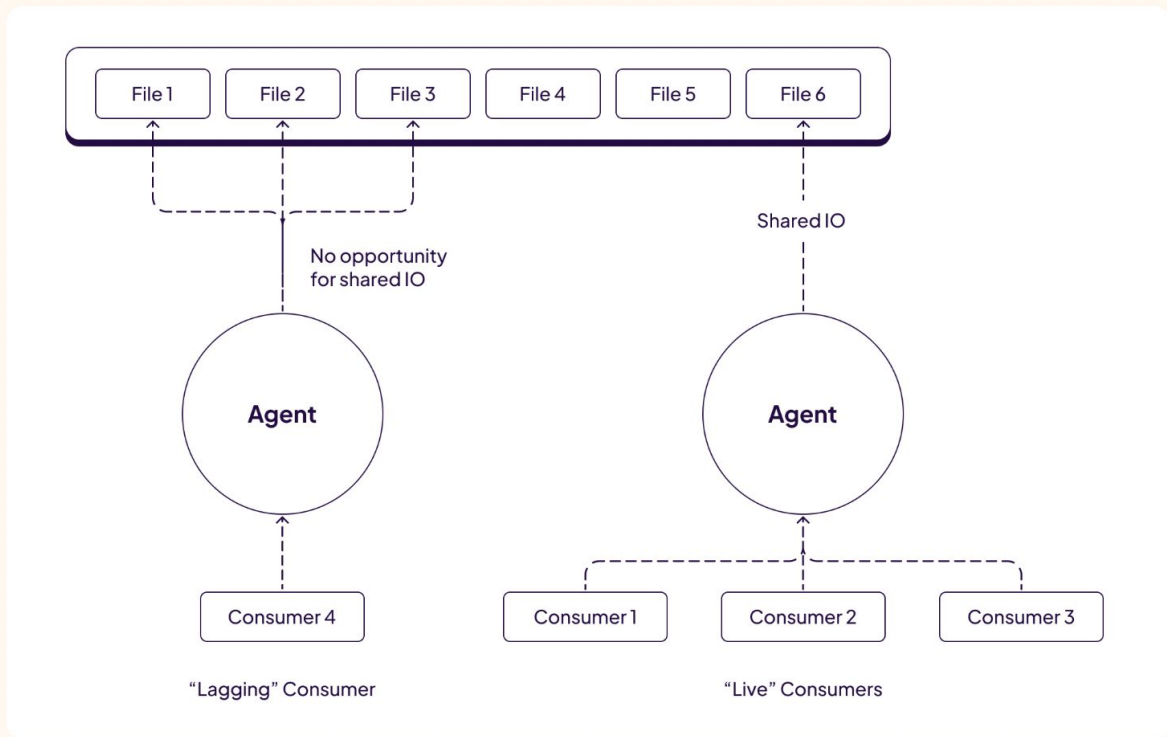 File 1
File 2
File 3
File 4
File 5
File 6
Shared IO
No opportunity
for shared IO
Agent
Agent
Consumer 4
Consumer 1
Consumer 2
Consumer 3
“Lagging” Consumer
“Live” Consumers